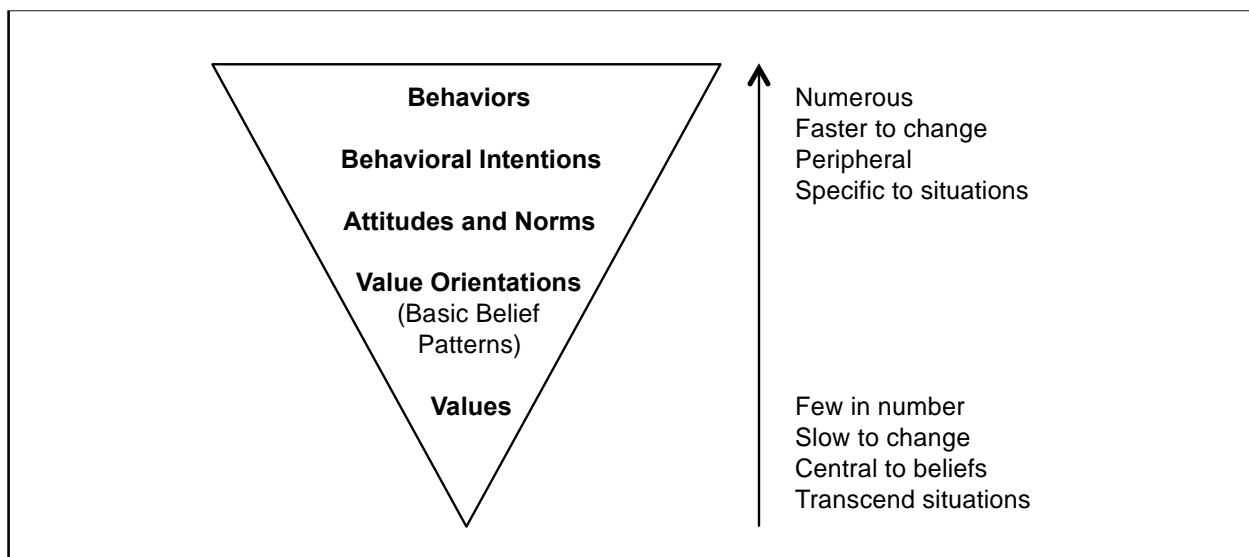 Behaviors
Behavioral Intentions
Attitudes and Norms
Value Orientations
(Basic Belief
Patterns)
Values
Numerous
Faster to change
Peripheral
Specific to situations
Few in number
Slow to change
Central to beliefs
Transcend situations